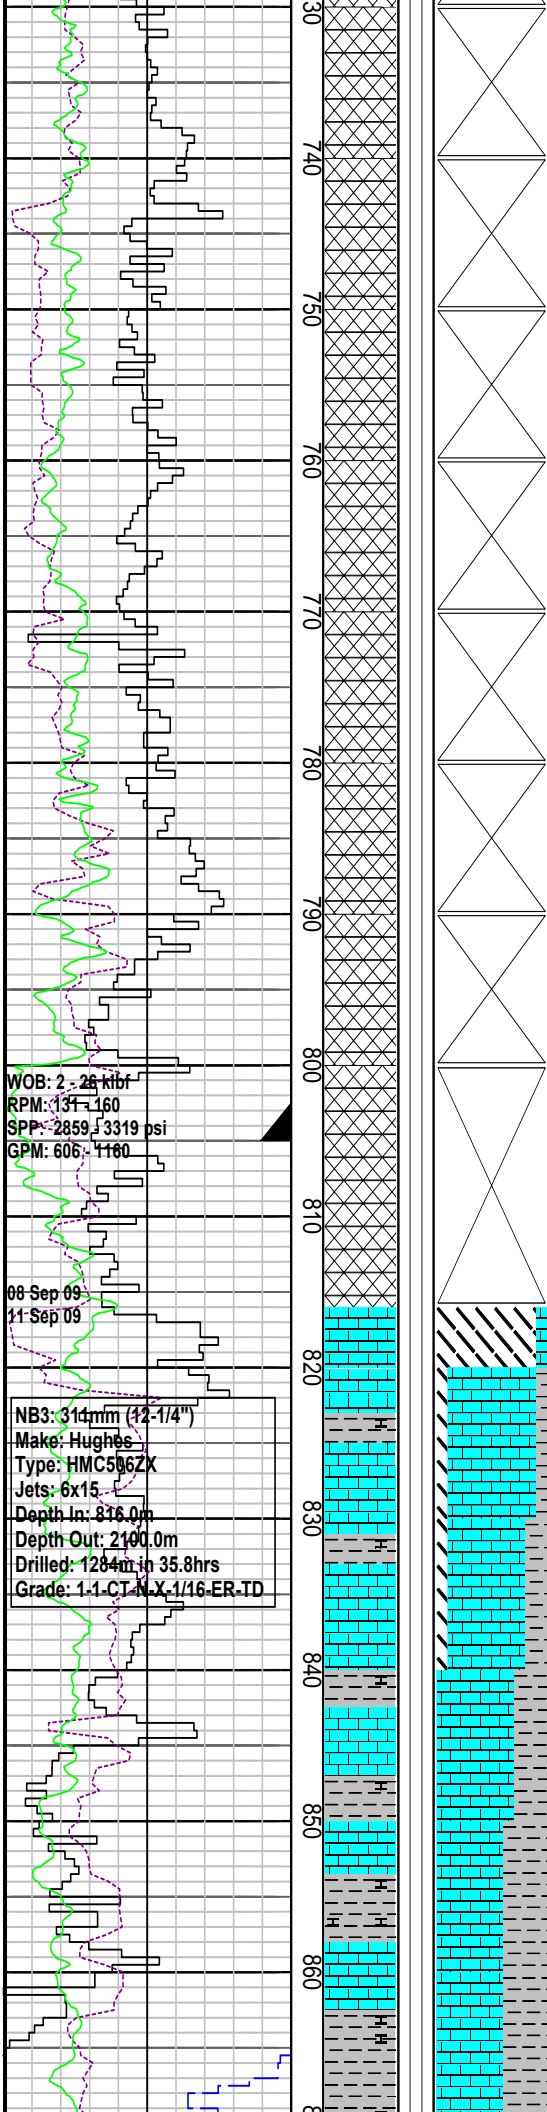 30
740
750
760
770
780
790
800
WOB: 2 - 26 klbf
RPM: 131 - 160
SPP: 2859 - 3319 psi
GPM: 606 - 1160
810
08 Sep 09
11 Sep 09
820
NB3: 311mm (12-1/4")
Make: Hughes
Type: HMC506ZX
Jets: 6x15
Depth In: 816.0m
Depth Out: 2100.0m
Drilled: 1284m in 35.8hrs
Grade: 1-1-CT-N-X-1/16-ER-TD
830
840
850
860
8